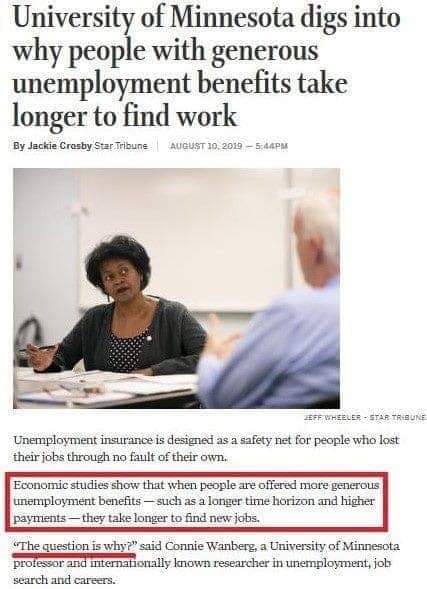 University of Minnesota digs into
why people with generous
unemployment benefits take
longer to find work
By Jackie Crosby Star Tribune | AUGUST 10, 2019 — 5:44PM
JEFF WHEELER - STAR TRIBUNE
Unemployment insurance is designed as a safety net for people who lost
their jobs through no fault of their own.
Economic studies show that when people are offered more generous
unemployment benefits — such as a longer time horizon and higher
payments — they take longer to find new jobs.
“The question is why?” said Connie Wanberg, a University of Minnesota
professor and internationally known researcher in unemployment, job
search and careers.